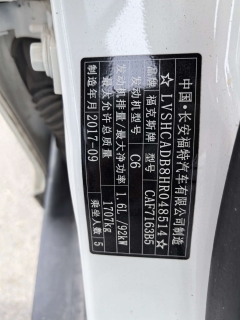 中国·长安福特汽车有限公司制造
☆LVSHCADB8HR048514☆
品牌 福克斯牌 型号 CAF7163B5
发动机型号 C6
发动机排量/最大净功率 1.6L/92kW
最大允许总质量 1707kg
制造年月 2017-09 乘坐人数 5